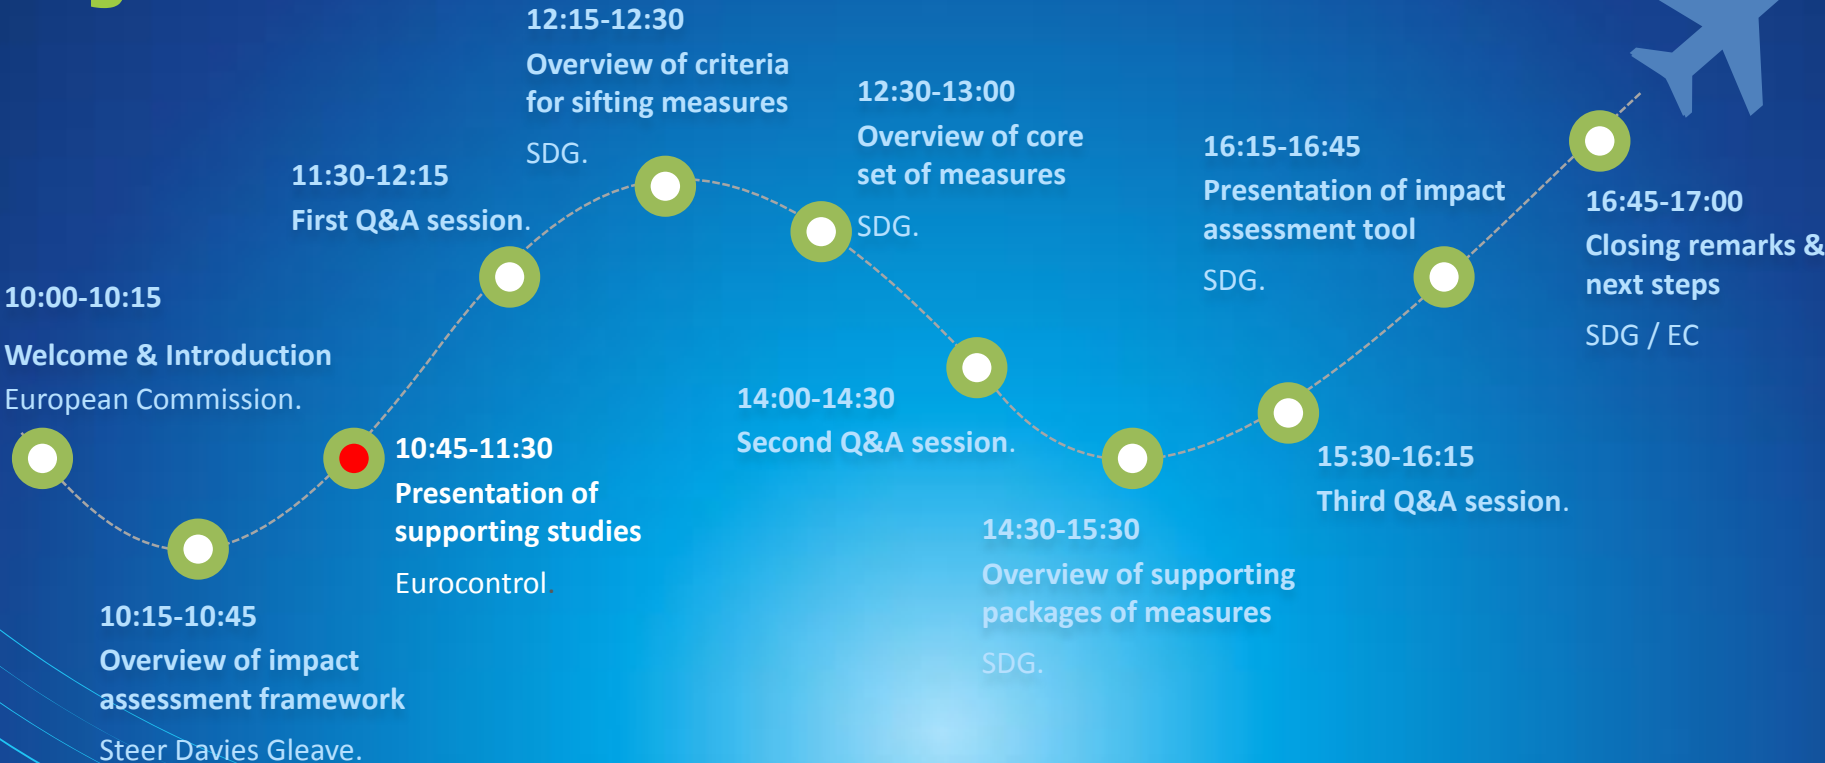 10:00-10:15
Welcome & Introduction
European Commission.
10:15-10:45
Overview of impact
assessment framework
Steer Davies Gleave.
10:45-11:30
Presentation of
supporting studies
Eurocontrol.
11:30-12:15
First Q&A session.
12:15-12:30
Overview of criteria
for sifting measures
SDG.
12:30-13:00
Overview of core
set of measures
SDG.
14:00-14:30
Second Q&A session.
14:30-15:30
Overview of supporting
packages of measures
SDG.
15:30-16:15
Third Q&A session.
16:15-16:45
Presentation of impact
assessment tool
SDG.
16:45-17:00
Closing remarks &
next steps
SDG / EC